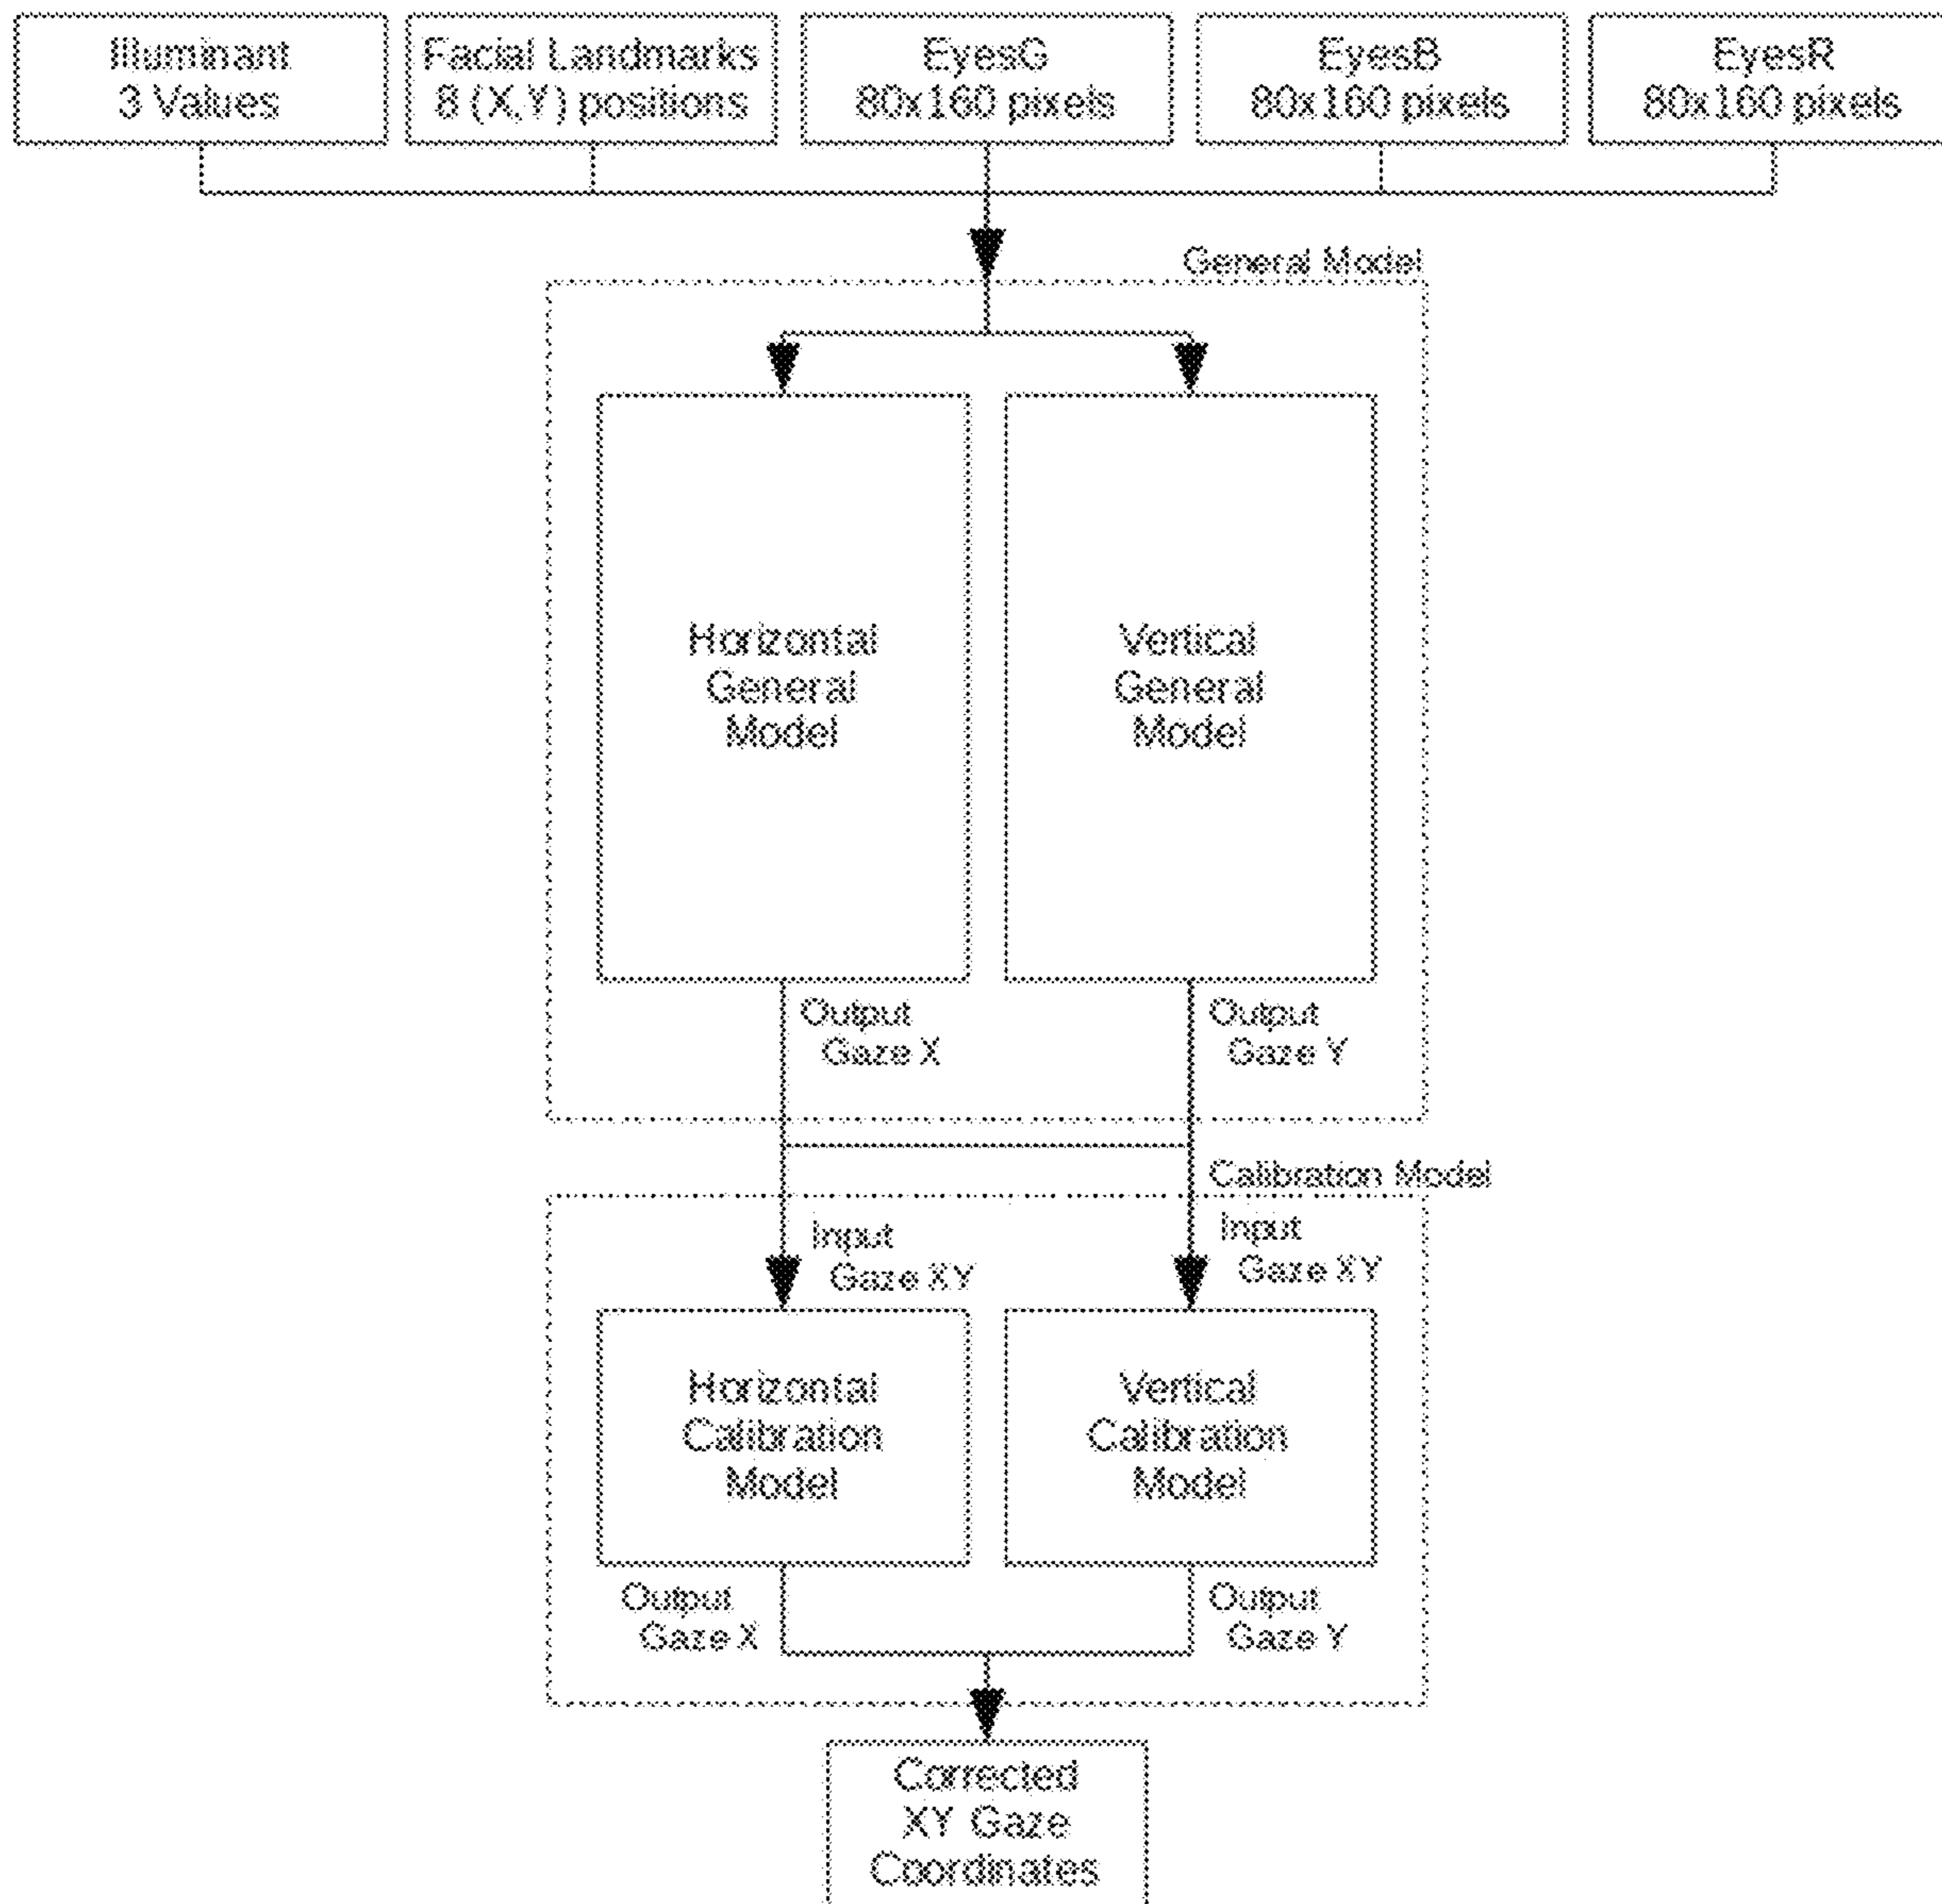 Illuminant
3 Values
Facial Landmarks
8 (X,Y) positions
EyesG
80x160 pixels
EyesB
80x160 pixels
EyesR
80x160 pixels
General Model
Horizontal
General
Model
Vertical
General
Model
Output
Gaze X
Output
Gaze Y
Calibration Model
Input
Gaze XY
Input
Gaze XY
Horizontal
Calibration
Model
Vertical
Calibration
Model
Output
Gaze X
Output
Gaze Y
Corrected
XY Gaze
Coordinates